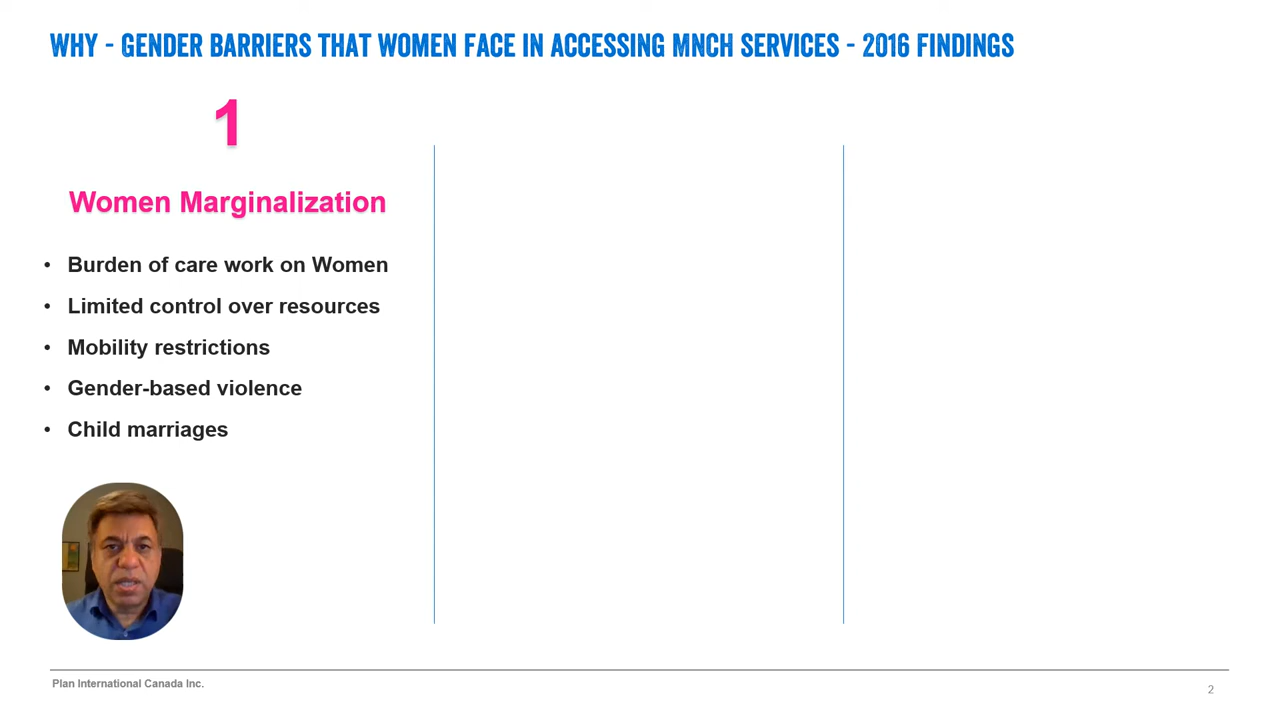 WHY - GENDER BARRIERS THAT WOMEN FACE IN ACCESSING MNCH SERVICES - 2016 FINDINGS
1
Women Marginalization
• Burden of care work on Women
• Limited control over resources
• Mobility restrictions
• Gender-based violence
• Child marriages
Plan International Canada Inc.
2